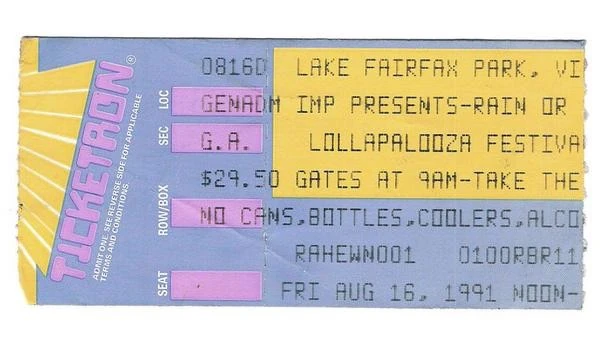 0816D LAKE FAIRFAX PARK, VI
LOC GENADM IMP PRESENTS-RAIN OR
SEC G.A. LOLLAPALOOZA FESTIVA
$29.50 GATES AT 9AM-TAKE THE
ROW/BOX NO CANS,BOTTLES,COOLERS,ALCO
RAHEWN001 0100RBR11
SEAT FRI AUG 16, 1991 NOON-
TICKETRON®
ADMIT ONE. SEE REVERSE SIDE FOR APPLICABLE
TERMS AND CONDITIONS